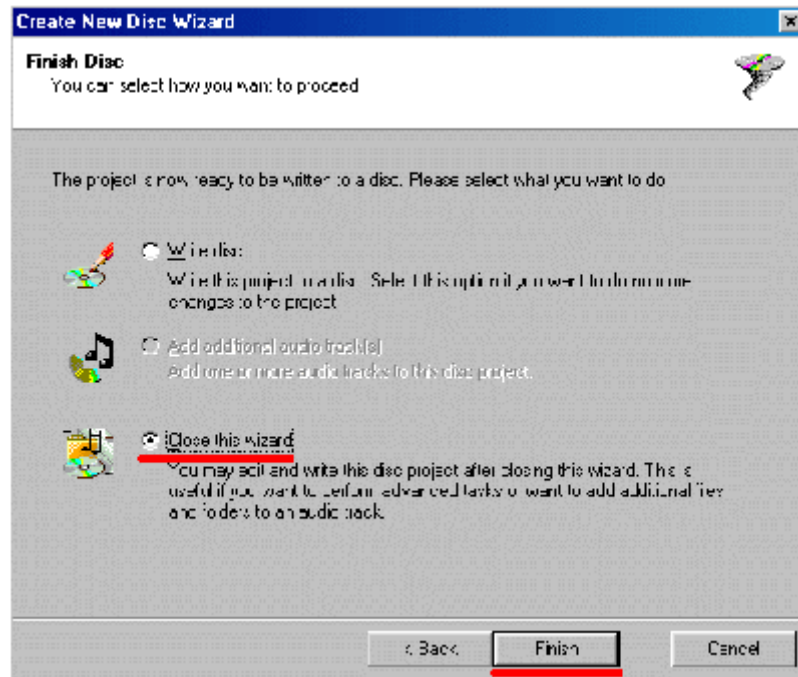 Create New Disc Wizard
Finish Disc
You can select how you want to proceed
The project is now ready to be written to a disc. Please select what you want to do
Write disc
Write this project to a disc. Select this option if you want to do no more
changes to the project
Add additional audio track(s)
Add one or more audio tracks to this disc project.
Close this wizard
You may edit and write this disc project after closing this wizard. This is
useful if you want to perform advanced tasks or want to add additional files
and folders to an audio track.
< Back
Finish
Cancel